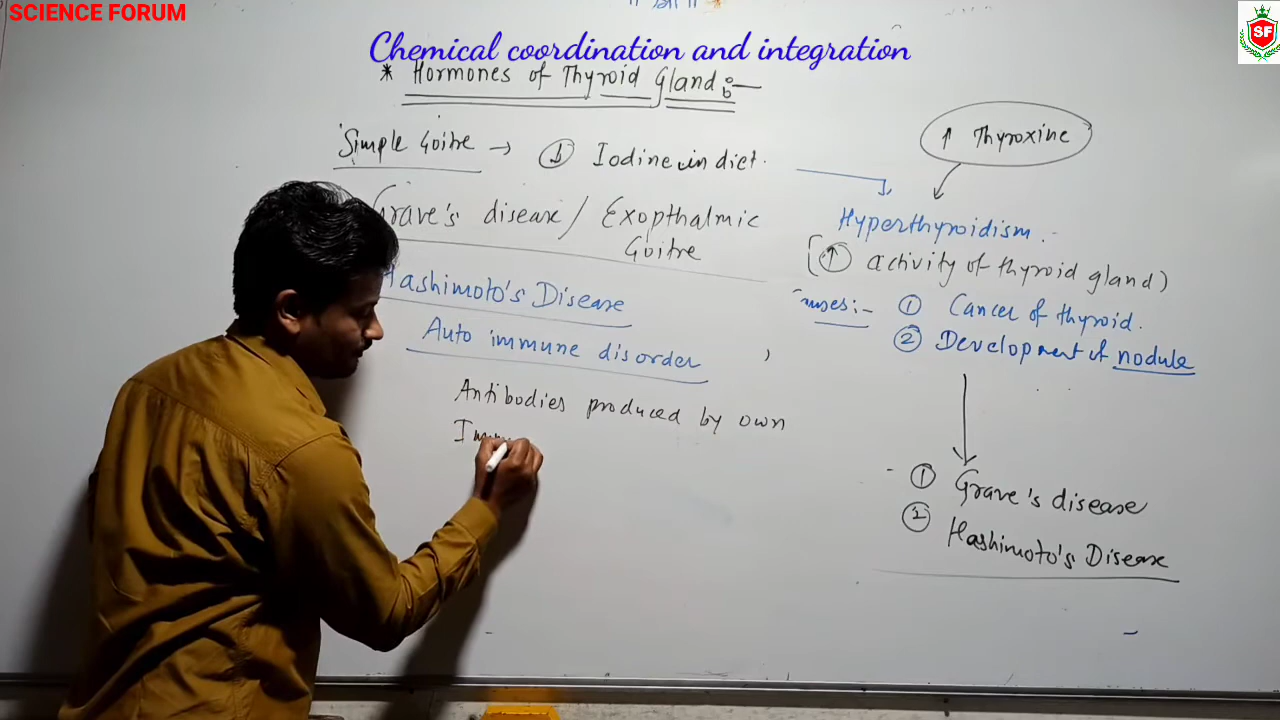 SCIENCE FORUM
SF
Chemical coordination and integration
* Hormones of Thyroid Gland :—
Simple Goitre → ↓ Iodine in diet.
Grave's disease / Exopthalmic
Goitre
Hashimoto's Disease
Auto immune disorder
Antibodies produced by own
↑ Thyroxine
Hyperthyroidism.-
(↑ activity of thyroid gland)
① Cancer of thyroid.
② Development of nodule
① Grave's disease
② Hashimoto's Disease